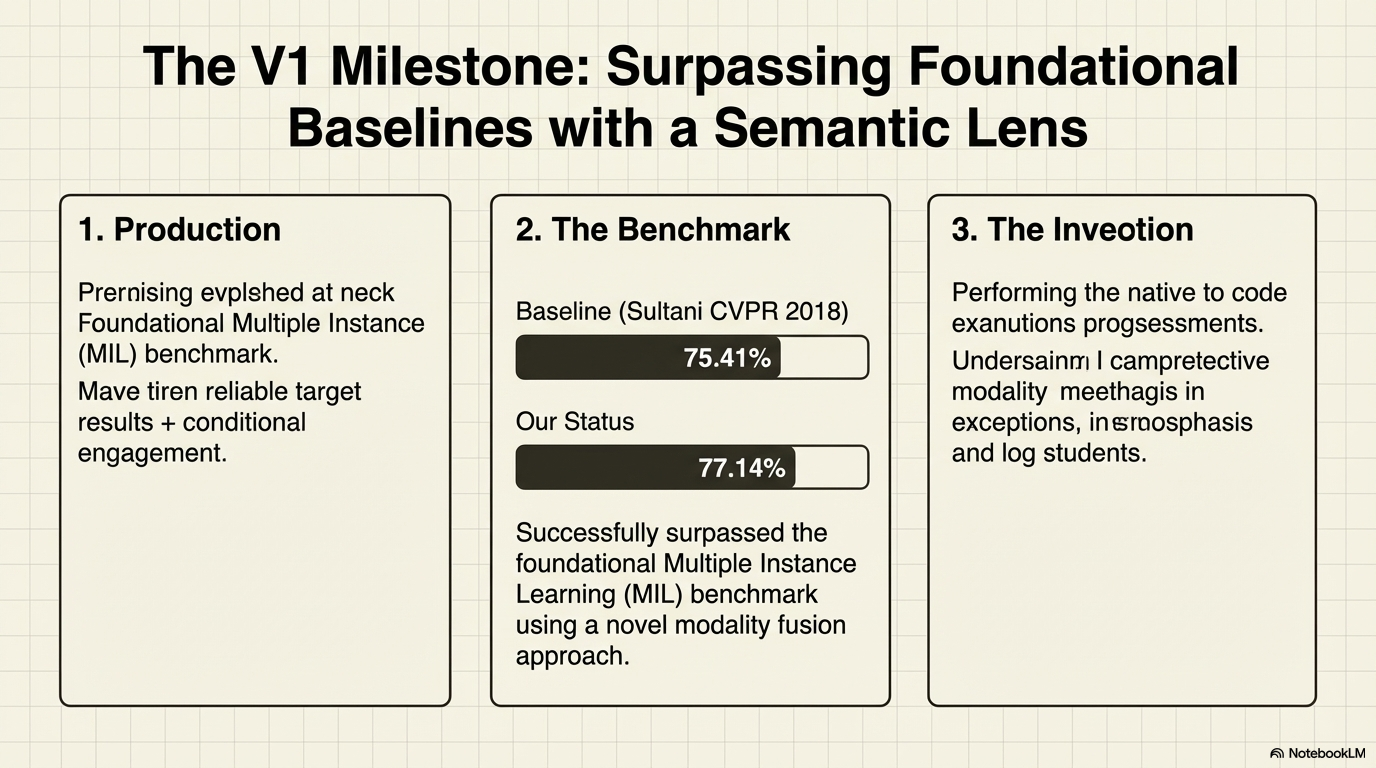 The V1 Milestone: Surpassing Foundational
Baselines with a Semantic Lens
1. Production
Premising evplshed at neck
Foundational Multiple Instance
(MIL) benchmark.
Mave tiren reliable target
results + conditional
engagement.
2. The Benchmark
Baseline (Sultani CVPR 2018)
75.41%
Our Status
77.14%
Successfully surpassed the
foundational Multiple Instance
Learning (MIL) benchmark
using a novel modality fusion
approach.
3. The Inveotion
Performing the native to code
exanutions progsessments.
I campretective
modality meethagis in
exceptions,
and log students.
NotebookLM